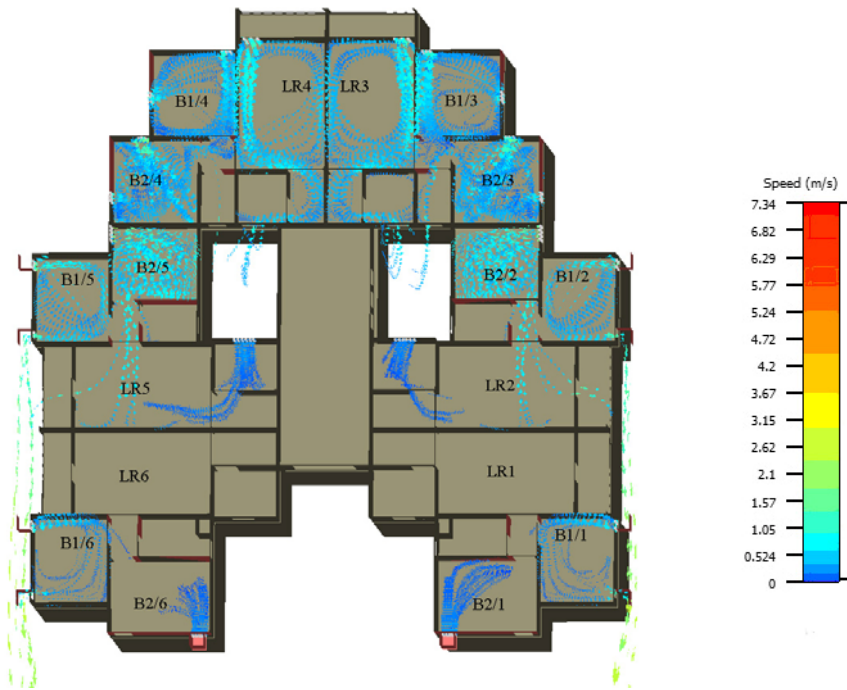 LR4 LR3
B1/4 B1/3
B2/4 B2/3
B2/5 B2/2
B1/5 B1/2
LR5 LR2
LR6 LR1
B1/6 B1/1
B2/6 B2/1
Speed (m/s)
7.34
6.82
6.29
5.77
5.24
4.72
4.2
3.67
3.15
2.62
2.1
1.57
1.05
0.524
0